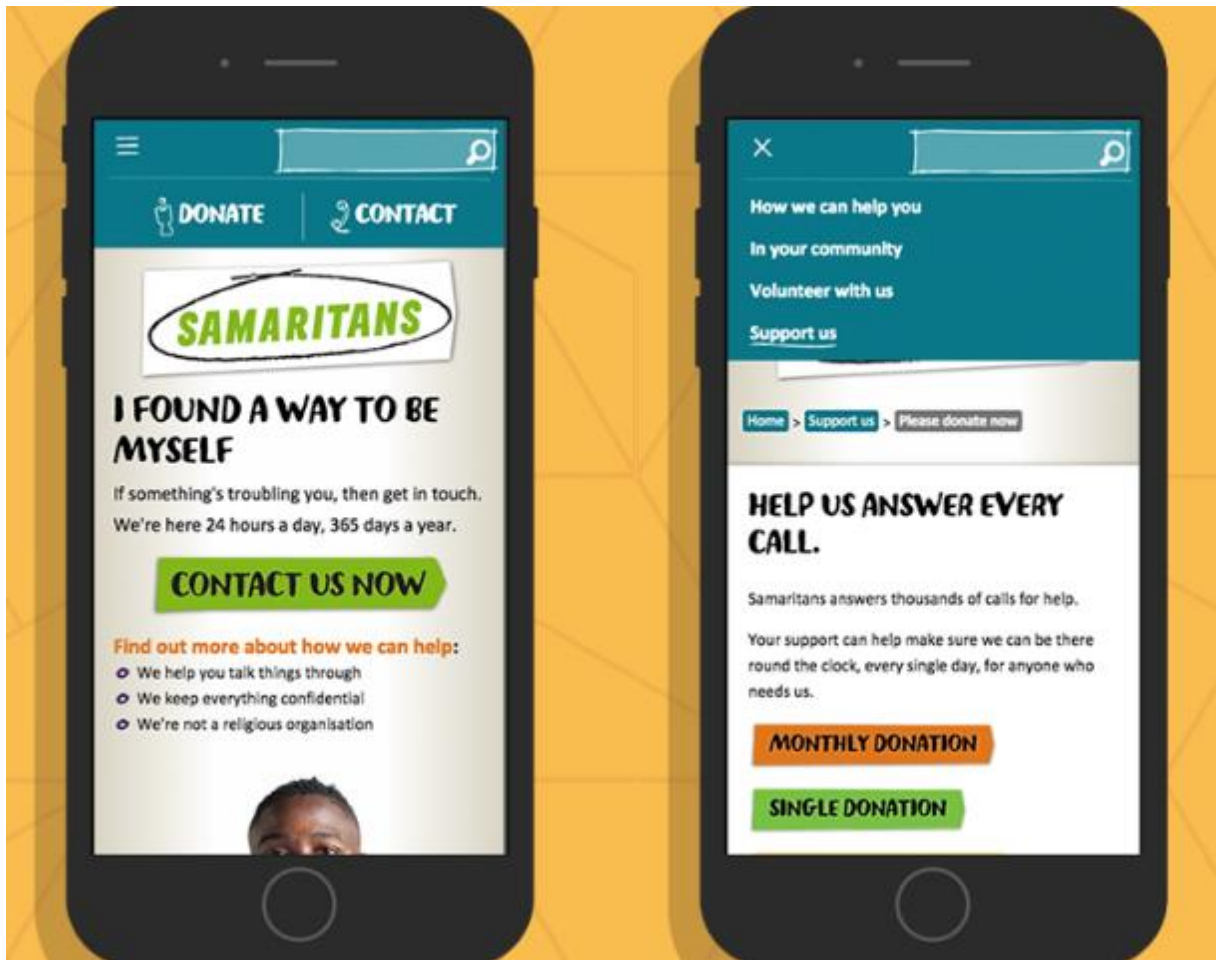 DONATE
CONTACT
SAMARITANS
I FOUND A WAY TO BE
MYSELF
If something's troubling you, then get in touch.
We're here 24 hours a day, 365 days a year.
CONTACT US NOW
Find out more about how we can help:
We help you talk things through
We keep everything confidential
We're not a religious organisation
How we can help you
In your community
Volunteer with us
Support us
Home > Support us > Please donate now
HELP US ANSWER EVERY
CALL.
Samaritans answers thousands of calls for help.
Your support can help make sure we can be there
round the clock, every single day, for anyone who
needs us.
MONTHLY DONATION
SINGLE DONATION